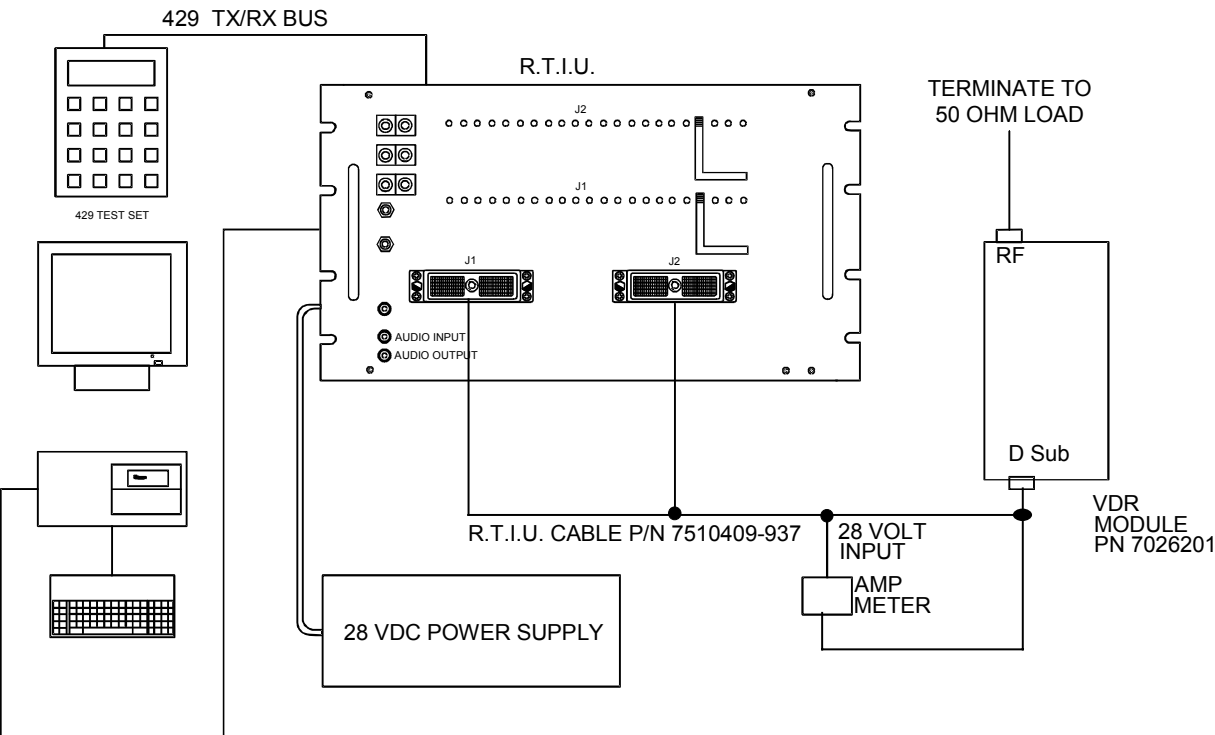 429 TX/RX BUS
R.T.I.U.
TERMINATE TO
50 OHM LOAD
J2
J1
429 TEST SET
RF
J1
J2
AUDIO INPUT
AUDIO OUTPUT
D Sub
VDR
MODULE
PN 7026201
R.T.I.U. CABLE P/N 7510409-937
28 VOLT
INPUT
AMP
METER
28 VDC POWER SUPPLY